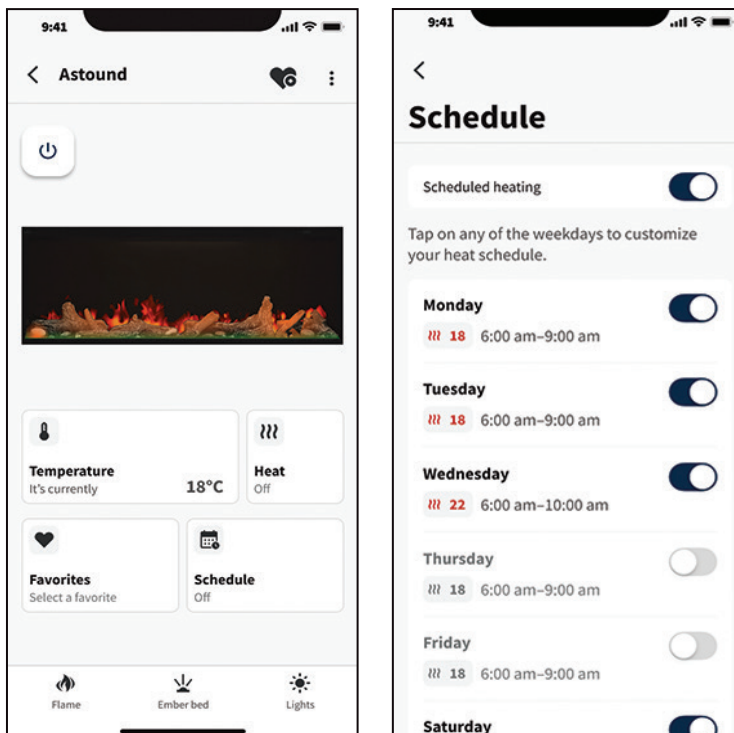 9:41
Astound
Temperature
It's currently
18°C
Heat
Off
Favorites
Select a favorite
Schedule
Off
Flame
Ember bed
Lights
9:41
Schedule
Scheduled heating
Tap on any of the weekdays to customize
your heat schedule.
Monday
18 6:00 am–9:00 am
Tuesday
18 6:00 am–9:00 am
Wednesday
22 6:00 am–10:00 am
Thursday
18 6:00 am–9:00 am
Friday
18 6:00 am–9:00 am
Saturday